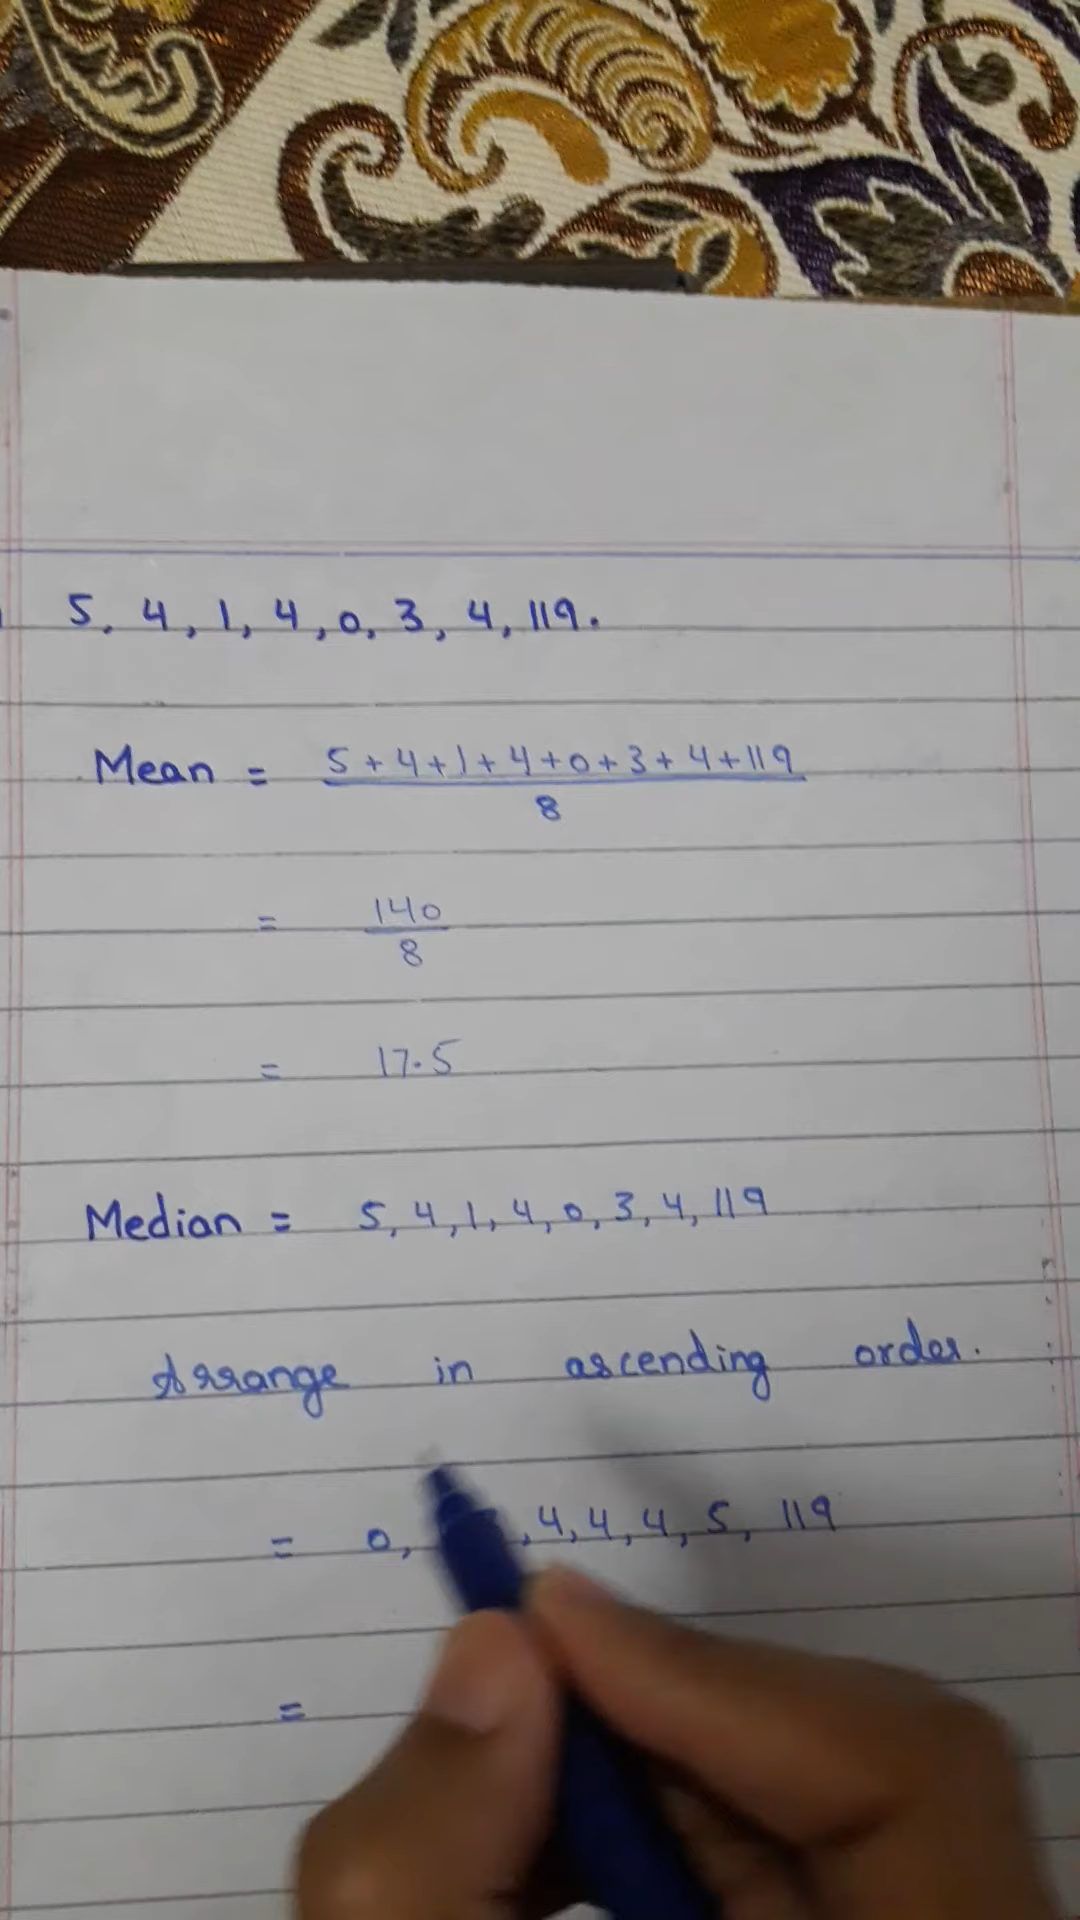 5, 4, 1, 4, 0, 3, 4, 119.
Mean = 5+4+1+4+0+3+4+119
8
= 140
8
= 17.5
Median = 5, 4, 1, 4, 0, 3, 4, 119
Arrange in ascending order.
= 0, , 4, 4, 4, 5, 119
=